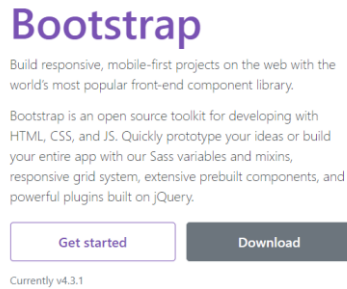 Bootstrap
Build responsive, mobile-first projects on the web with the
world's most popular front-end component library.
Bootstrap is an open source toolkit for developing with
HTML, CSS, and JS. Quickly prototype your ideas or build
your entire app with our Sass variables and mixins,
responsive grid system, extensive prebuilt components, and
powerful plugins built on jQuery.
Get started
Download
Currently v4.3.1